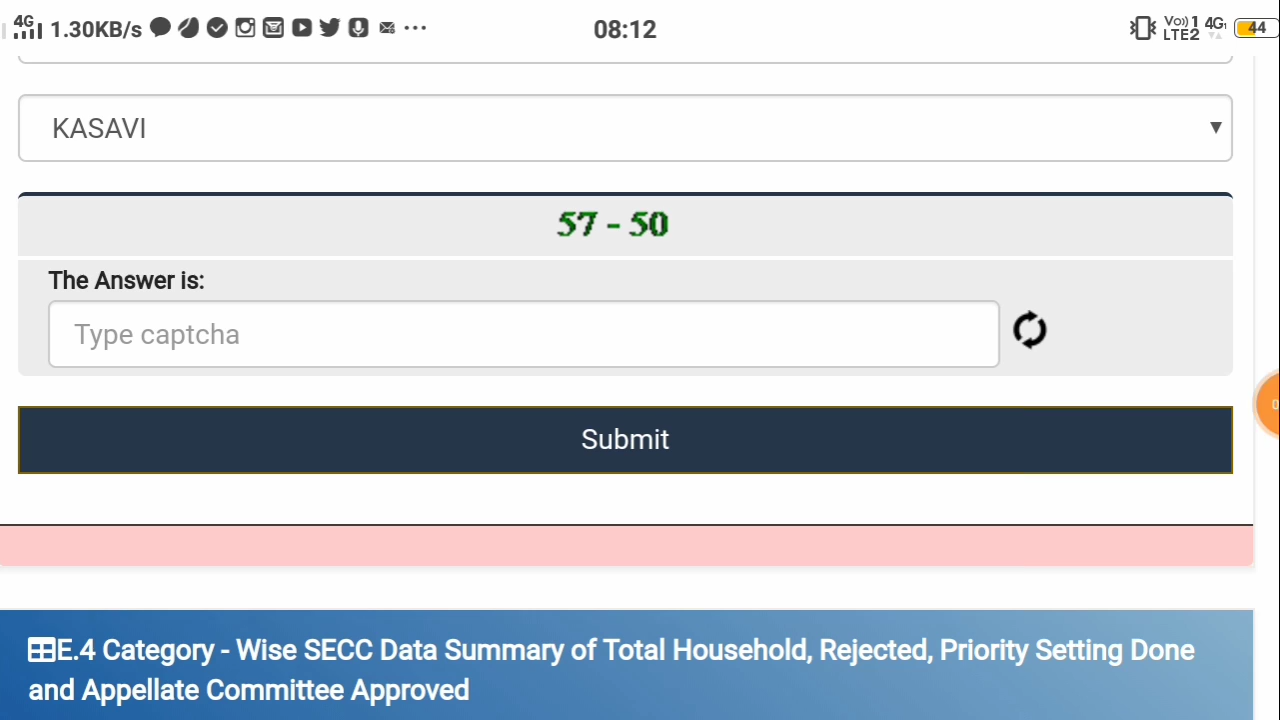 4G 1.30KB/s 08:12 Vo)) 1 LTE2 4G 44
KASAVI
57 - 50
The Answer is:
Type captcha
Submit
E.4 Category - Wise SECC Data Summary of Total Household, Rejected, Priority Setting Done
and Appellate Committee Approved